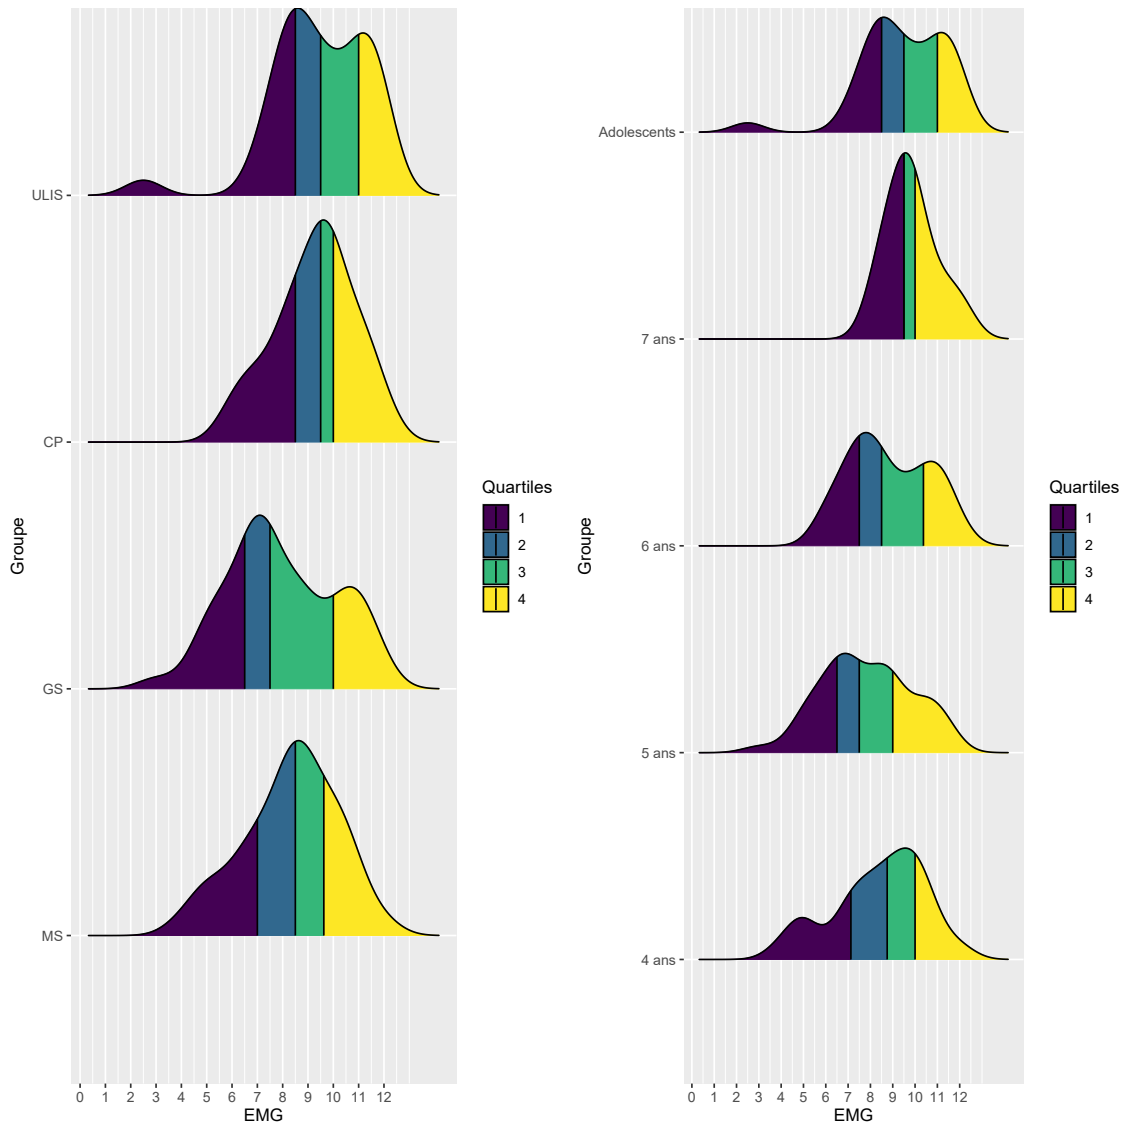 ULIS
CP
GS
MS
Groupe
0 1 2 3 4 5 6 7 8 9 10 11 12
EMG
Quartiles
1
2
3
4
Adolescents
7 ans
6 ans
5 ans
4 ans
Groupe
0 1 2 3 4 5 6 7 8 9 10 11 12
EMG
Quartiles
1
2
3
4